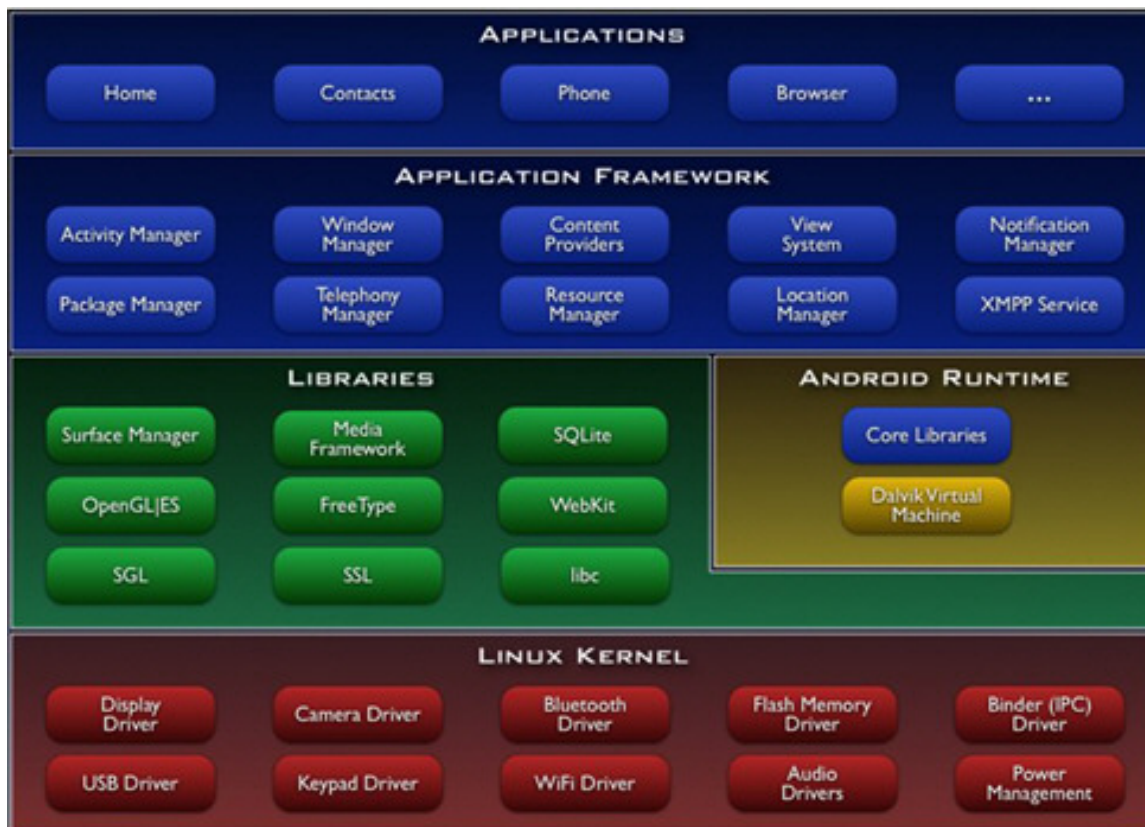 APPLICATIONS
Home
Contacts
Phone
Browser
...
APPLICATION FRAMEWORK
Activity Manager
Window
Manager
Content
Providers
View
System
Notification
Manager
Package Manager
Telephony
Manager
Resource
Manager
Location
Manager
XMPP Service
LIBRARIES
Surface Manager
Media
Framework
SQLite
OpenGL|ES
FreeType
WebKit
SGL
SSL
libc
ANDROID RUNTIME
Core Libraries
Dalvik Virtual
Machine
LINUX KERNEL
Display
Driver
Camera Driver
Bluetooth
Driver
Flash Memory
Driver
Binder (IPC)
Driver
USB Driver
Keypad Driver
WiFi Driver
Audio
Drivers
Power
Management